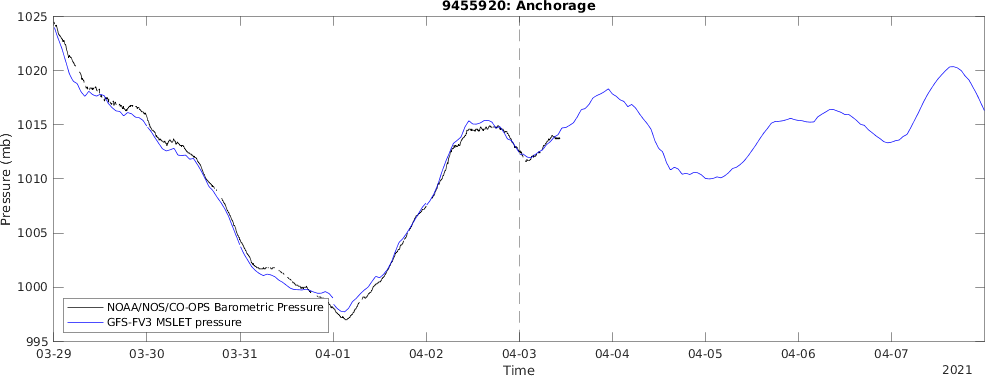 9455920: Anchorage
Pressure (mb)
1025
1020
1015
1010
1005
1000
995
NOAA/NOS/CO-OPS Barometric Pressure
GFS-FV3 MSLET pressure
03-29 03-30 03-31 04-01 04-02 04-03 04-04 04-05 04-06 04-07
Time
2021